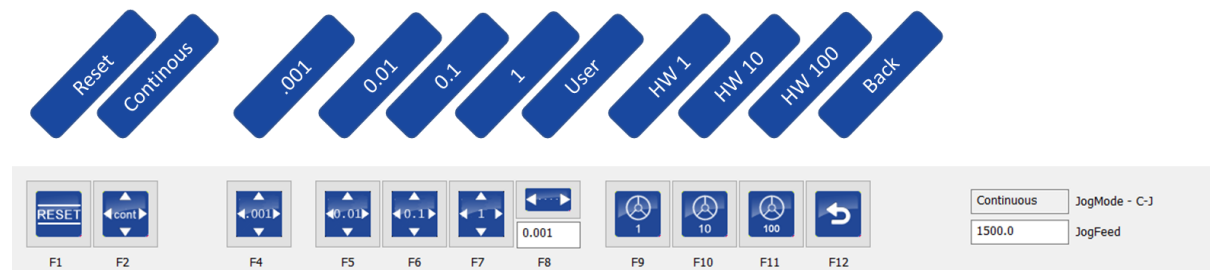 Reset
Continous
.001
0.01
0.1
1
User
HW 1
HW 10
HW 100
Back
RESET
cont
.001
0.01
0.1
1
0.001
1
10
100
Continuous JogMode - C-J
1500.0 JogFeed
F1 F2 F4 F5 F6 F7 F8 F9 F10 F11 F12